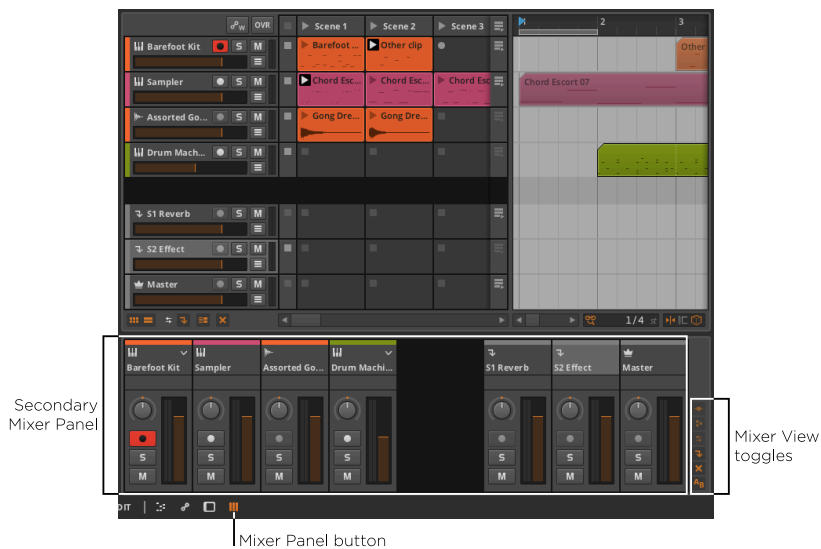 W OVR Scene 1 Scene 2 Scene 3 2 3
Barefoot Kit S M Barefoot ... Other clip Other
Sampler S M Chord Esc... Chord Esc... Chord Esc Chord Escort 07
Assorted Go... S M Gong Dre... Gong Dre...
Drum Mach... S M
S1 Reverb S M
S2 Effect S M
Master S M
1/4
Barefoot Kit Sampler Assorted Go... Drum Machi... S1 Reverb S2 Effect Master
Secondary
Mixer Panel
S S S S S S S
M M M M M M M
Mixer View
toggles
AB
DIT
Mixer Panel button